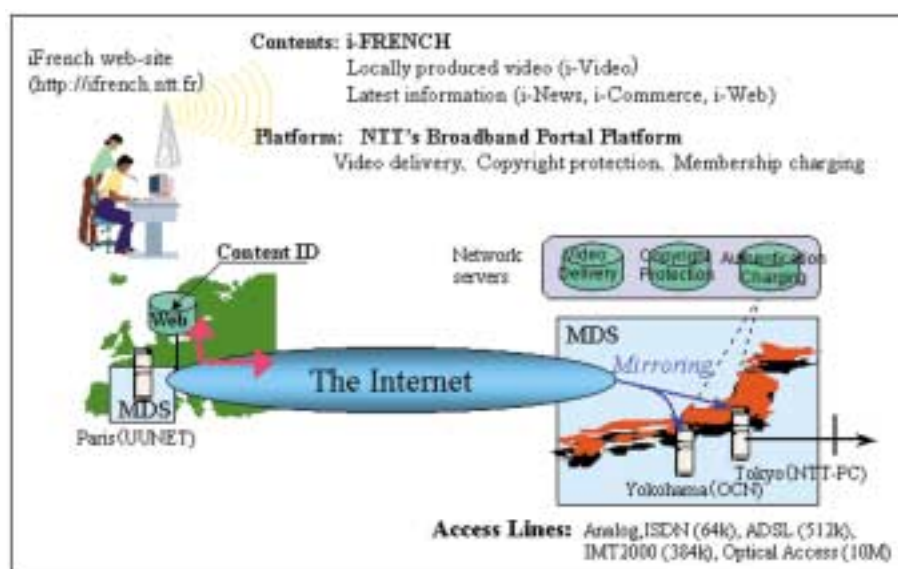 iFrench web-site
(http://ifrench.ntt.fr)
Contents: i-FRENCH
Locally produced video (i-Video)
Latest information (i-News, i-Commerce, i-Web)
Platform: NTT's Broadband Portal Platform
Video delivery, Copyright protection, Membership charging
Content ID
Web
Network
servers
Video
Delivery
Copyright
Protection
Authentication
Charging
MDS
Mirroring
The Internet
MDS
Paris(UUNET)
Tokyo(NTT-PC)
Yokohama(OCN)
Access Lines: Analog,ISDN (64k), ADSL (512k),
IMT2000 (384k), Optical Access (10M)